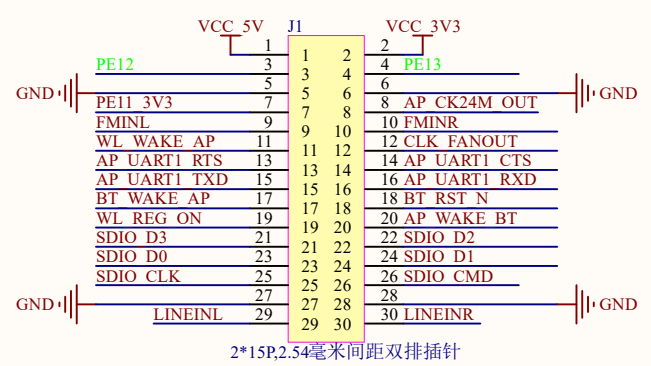 VCC_5V J1 VCC_3V3
1 1 2 2
PE12 3 3 4 4 PE13
GND 5 5 6 6 GND
PE11_3V3 7 7 8 8 AP_CK24M_OUT
FMINL 9 9 10 10 FMINR
WL_WAKE_AP 11 11 12 12 CLK_FANOUT
AP_UART1_RTS 13 13 14 14 AP_UART1_CTS
AP_UART1_TXD 15 15 16 16 AP_UART1_RXD
BT_WAKE_AP 17 17 18 18 BT_RST_N
WL_REG_ON 19 19 20 20 AP_WAKE_BT
SDIO_D3 21 21 22 22 SDIO_D2
SDIO_D0 23 23 24 24 SDIO_D1
SDIO_CLK 25 25 26 26 SDIO_CMD
GND 27 27 28 28 GND
LINEINL 29 29 30 30 LINEINR
2*15P,2.54毫米间距双排插针